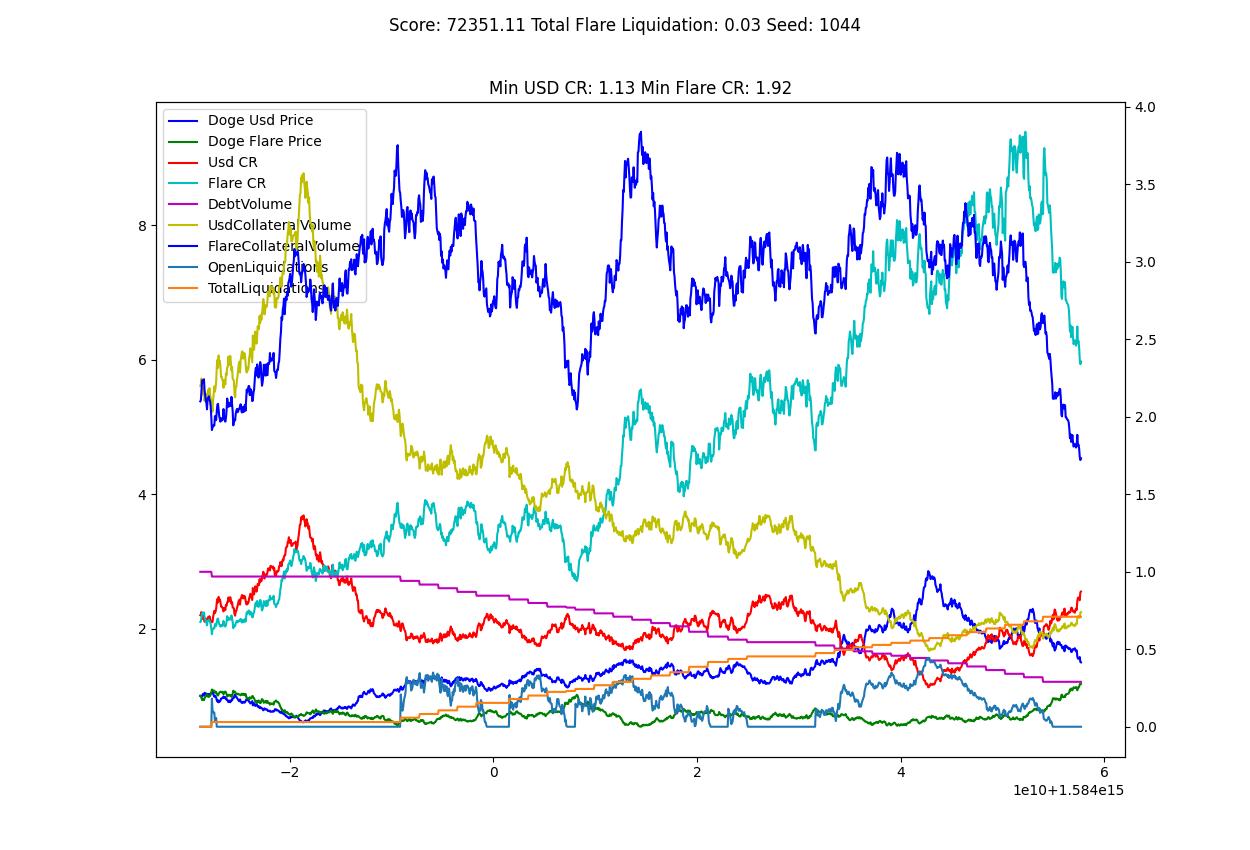 Score: 72351.11 Total Flare Liquidation: 0.03 Seed: 1044
Min USD CR: 1.13 Min Flare CR: 1.92
Doge Usd Price
Doge Flare Price
Usd CR
Flare CR
DebtVolume
UsdCollateralVolume
FlareCollateralVolume
OpenLiquidations
TotalLiquidations
8
6
4
2
4.0
3.5
3.0
2.5
2.0
1.5
1.0
0.5
0.0
−2
0
2
4
6
1e10+1.584e15